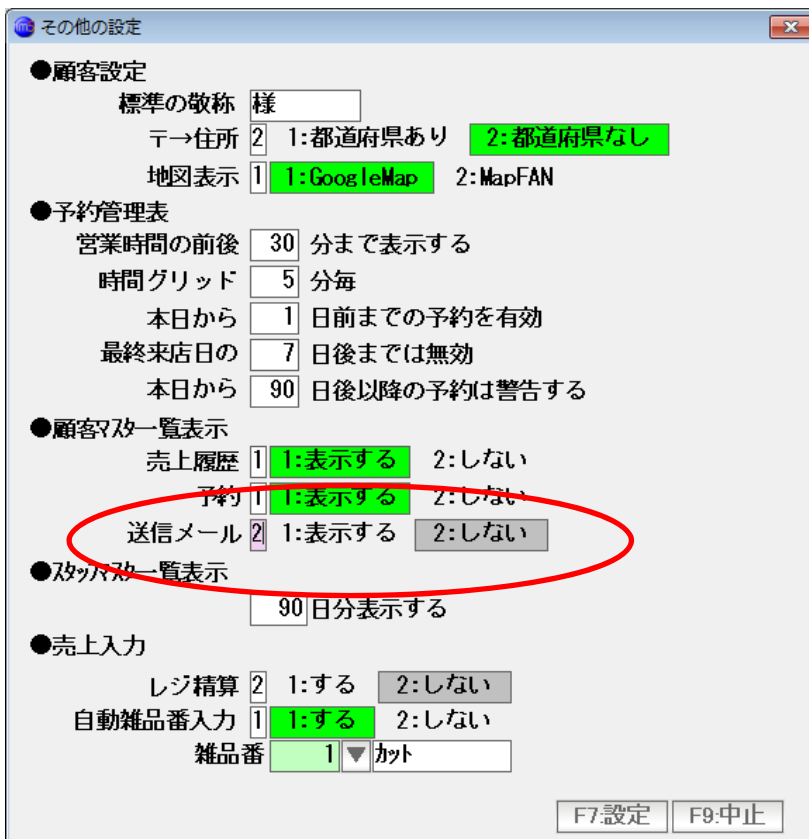 その他の設定
●顧客設定
標準の敬称 様
〒→住所 2 1:都道府県あり 2:都道府県なし
地図表示 1 1:GoogleMap 2:MapFAN
●予約管理表
営業時間の前後 30 分まで表示する
時間グリッド 5 分毎
本日から 1 日前までの予約を有効
最終来店日の 7 日後までは無効
本日から 90 日後以降の予約は警告する
●顧客ﾏｽﾀ一覧表示
売上履歴 1 1:表示する 2:しない
予約 1 1:表示する 2:しない
送信メール 2 1:表示する 2:しない
●ｽﾀｯﾌﾏｽﾀ一覧表示
90 日分表示する
●売上入力
レジ精算 2 1:する 2:しない
自動雑品番入力 1 1:する 2:しない
雑品番 1 ｶｯﾄ
F7:設定 F9:中止